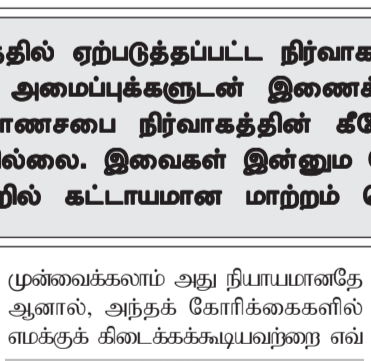 தில் ஏற்படுத்தப்பட்ட நிர்வாக
அமைப்புக்களுடன் இணைக்
ாணசபை நிர்வாகத்தின் கீே
ில்லை. இவைகள் இன்னும
றில் கட்டாயமான மாற்றம்
முன்வைக்கலாம் அது நியாயமானதே
ஆனால், அந்தக் கோரிக்கைகளில்
எமக்குக் கிடைக்கக்கூடியவற்றை எவ்